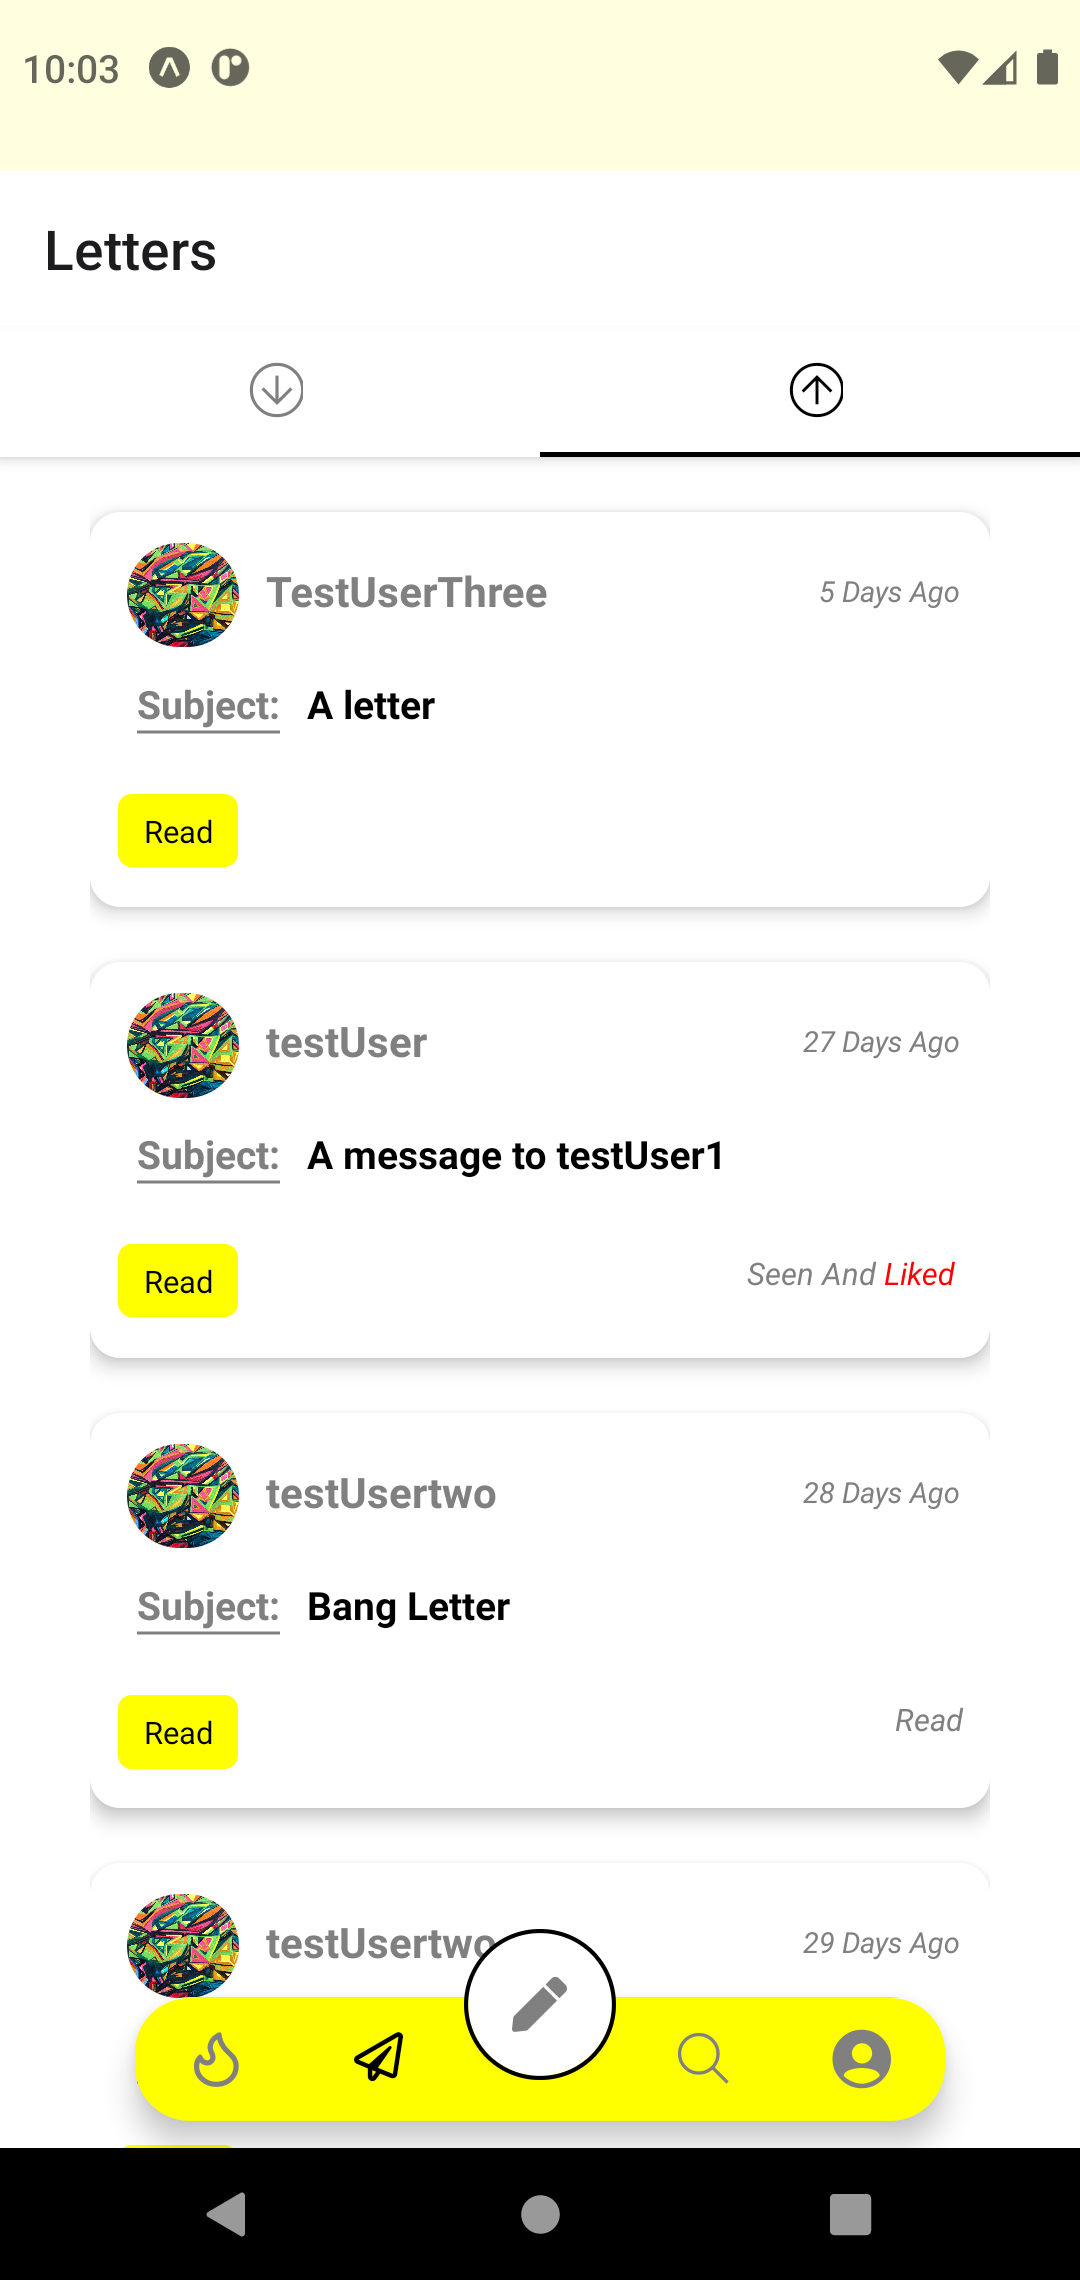 10:03
Letters
TestUserThree 5 Days Ago
Subject: A letter
Read
testUser 27 Days Ago
Subject: A message to testUser1
Read Seen And Liked
testUsertwo 28 Days Ago
Subject: Bang Letter
Read Read
testUsertwo 29 Days Ago